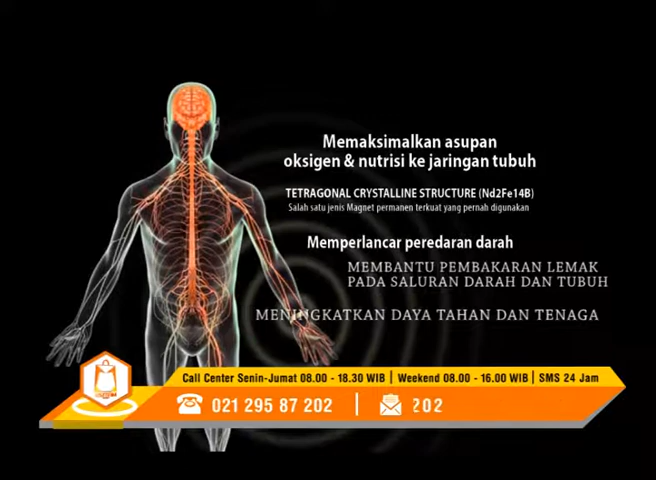 Memaksimalkan asupan
oksigen & nutrisi ke jaringan tubuh
TETRAGONAL CRYSTALLINE STRUCTURE (Nd2Fe14B)
Salah satu jenis Magnet permanen terkuat yang pernah digunakan
Memperlancar peredaran darah
MEMBANTU PEMBAKARAN LEMAK
PADA SALURAN DARAH DAN TUBUH
MENINGKATKAN DAYA TAHAN DAN TENAGA
Call Center Senin-Jumat 08.00 - 18.30 WIB | Weekend 08.00 - 16.00 WIB | SMS 24 Jam
021 295 87 202 | 202